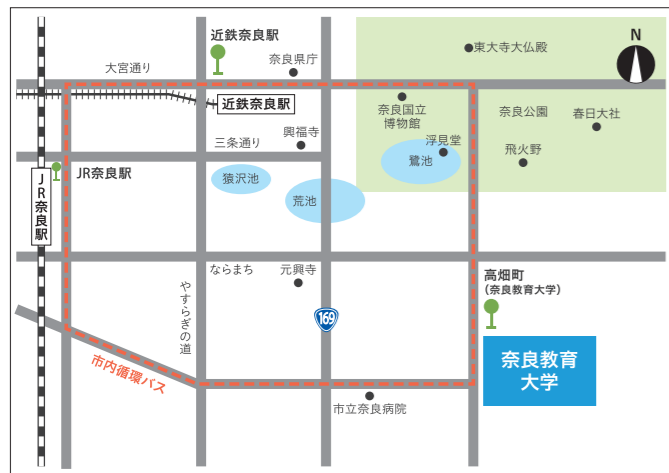 近鉄奈良駅
N
東大寺大仏殿
大宮通り
奈良県庁
近鉄奈良駅
奈良国立
博物館
奈良公園
春日大社
三条通り
興福寺
浮見堂
鷺池
飛火野
JR奈良駅
JR奈良駅
猿沢池
荒池
ならまち
元興寺
高畑町
(奈良教育大学)
やすらぎの道
169
市内循環バス
奈良教育
大学
市立奈良病院